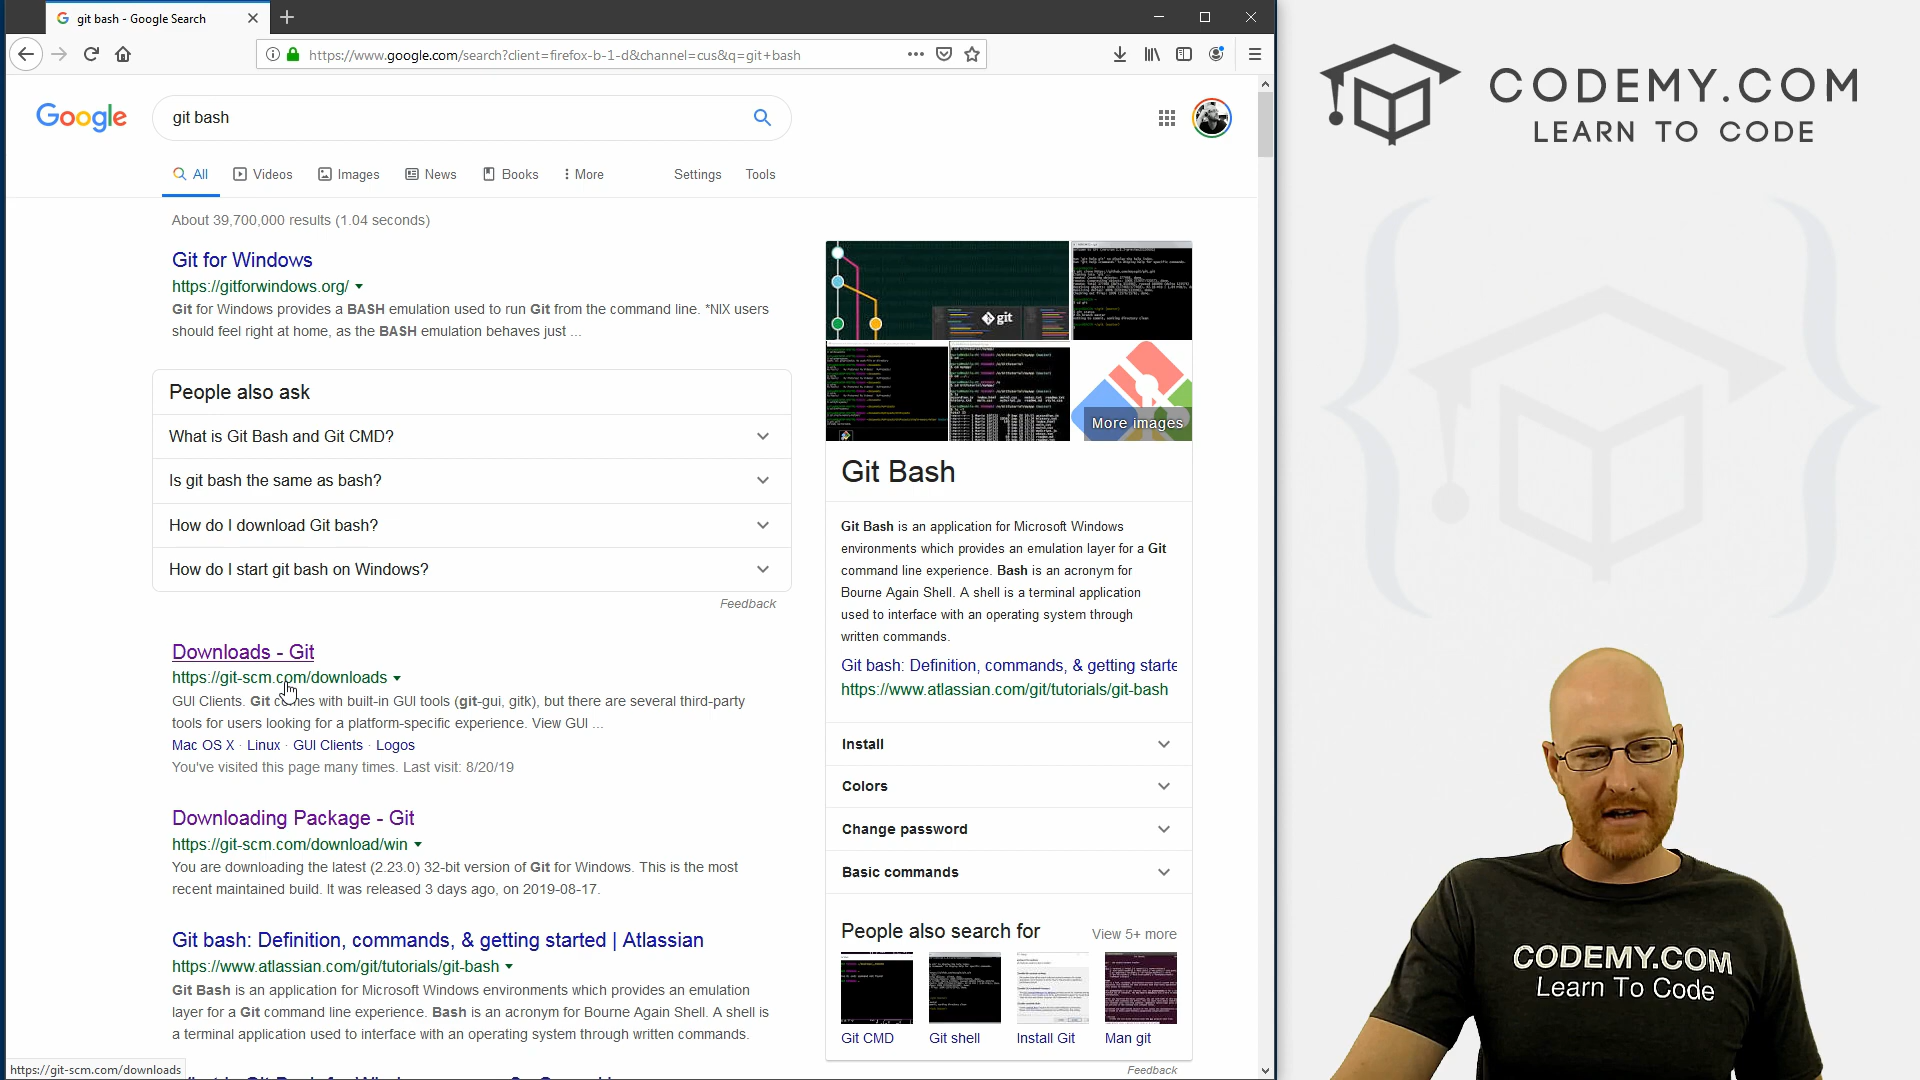 git bash - Google Search
https://www.google.com/search?client=firefox-b-1-d&channel=cus&q=git+bash
Google
git bash
All
Videos
Images
News
Books
More
Settings
Tools
About 39,700,000 results (1.04 seconds)
Git for Windows
https://gitforwindows.org/
Git for Windows provides a BASH emulation used to run Git from the command line. *NIX users
should feel right at home, as the BASH emulation behaves just ...
People also ask
What is Git Bash and Git CMD?
Is git bash the same as bash?
How do I download Git bash?
How do I start git bash on Windows?
Feedback
Downloads - Git
https://git-scm.com/downloads
GUI Clients. Git comes with built-in GUI tools (git-gui, gitk), but there are several third-party
tools for users looking for a platform-specific experience. View GUI ...
Mac OS X · Linux · GUI Clients · Logos
You've visited this page many times. Last visit: 8/20/19
Downloading Package - Git
https://git-scm.com/download/win
You are downloading the latest (2.23.0) 32-bit version of Git for Windows. This is the most
recent maintained build. It was released 3 days ago, on 2019-08-17.
Git bash: Definition, commands, & getting started | Atlassian
https://www.atlassian.com/git/tutorials/git-bash
Git Bash is an application for Microsoft Windows environments which provides an emulation
layer for a Git command line experience. Bash is an acronym for Bourne Again Shell. A shell is
a terminal application used to interface with an operating system through written commands.
https://git-scm.com/downloads
git
More images
Git Bash
Git Bash is an application for Microsoft Windows
environments which provides an emulation layer for a Git
command line experience. Bash is an acronym for
Bourne Again Shell. A shell is a terminal application
used to interface with an operating system through
written commands.
Git bash: Definition, commands, & getting starte
https://www.atlassian.com/git/tutorials/git-bash
Install
Colors
Change password
Basic commands
People also search for
View 5+ more
Git CMD
Git shell
Install Git
Man git
Feedback
CODEMY.COM
LEARN TO CODE
CODEMY.COM
Learn To Code